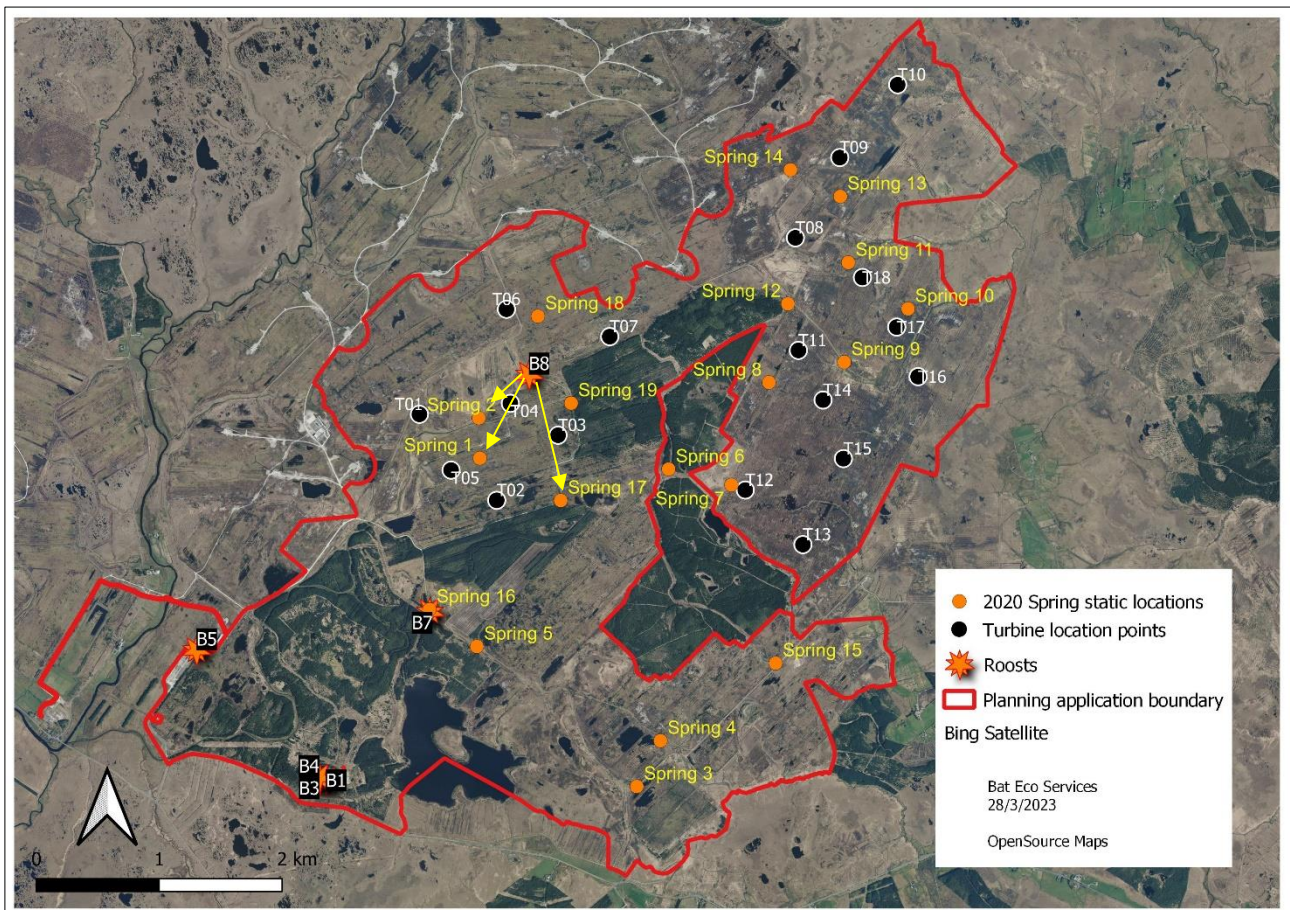 T10
T09
Spring 14
Spring 13
T08
Spring 11
T18
Spring 12
Spring 10
T06
Spring 18
T17
T07
T11
Spring 9
B8
Spring 8
T16
Spring 19
T14
T01
Spring 2
T04
T03
Spring 1
T15
T05
Spring 6
Spring 7
T12
T02
Spring 17
T13
Spring 16
B7
B5
Spring 5
Spring 15
Spring 4
B4
B1
B3
Spring 3
0 1 2 km
2020 Spring static locations
Turbine location points
Roosts
Planning application boundary
Bing Satellite
Bat Eco Services
28/3/2023
OpenSource Maps